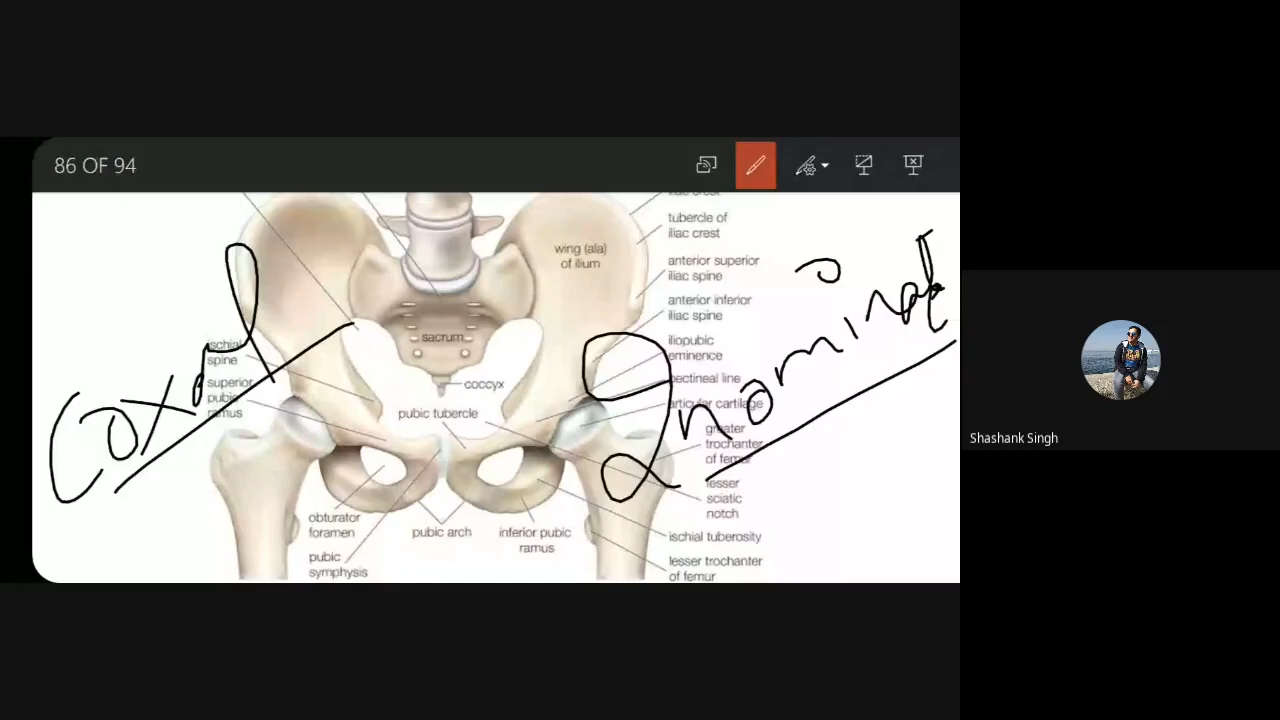 86 OF 94
tubercle of
iliac crest
wing (ala)
of ilium
anterior superior
iliac spine
anterior inferior
iliac spine
sacrum
ischial
spine
iliopubic
eminence
pectineal line
coccyx
superior
pubic
ramus
articular cartilage
pubic tubercle
greater
trochanter
of femur
lesser
sciatic
notch
obturator
foramen
pubic arch
inferior pubic
ramus
ischial tuberosity
pubic
symphysis
lesser trochanter
of femur
Coxal
Shashank Singh